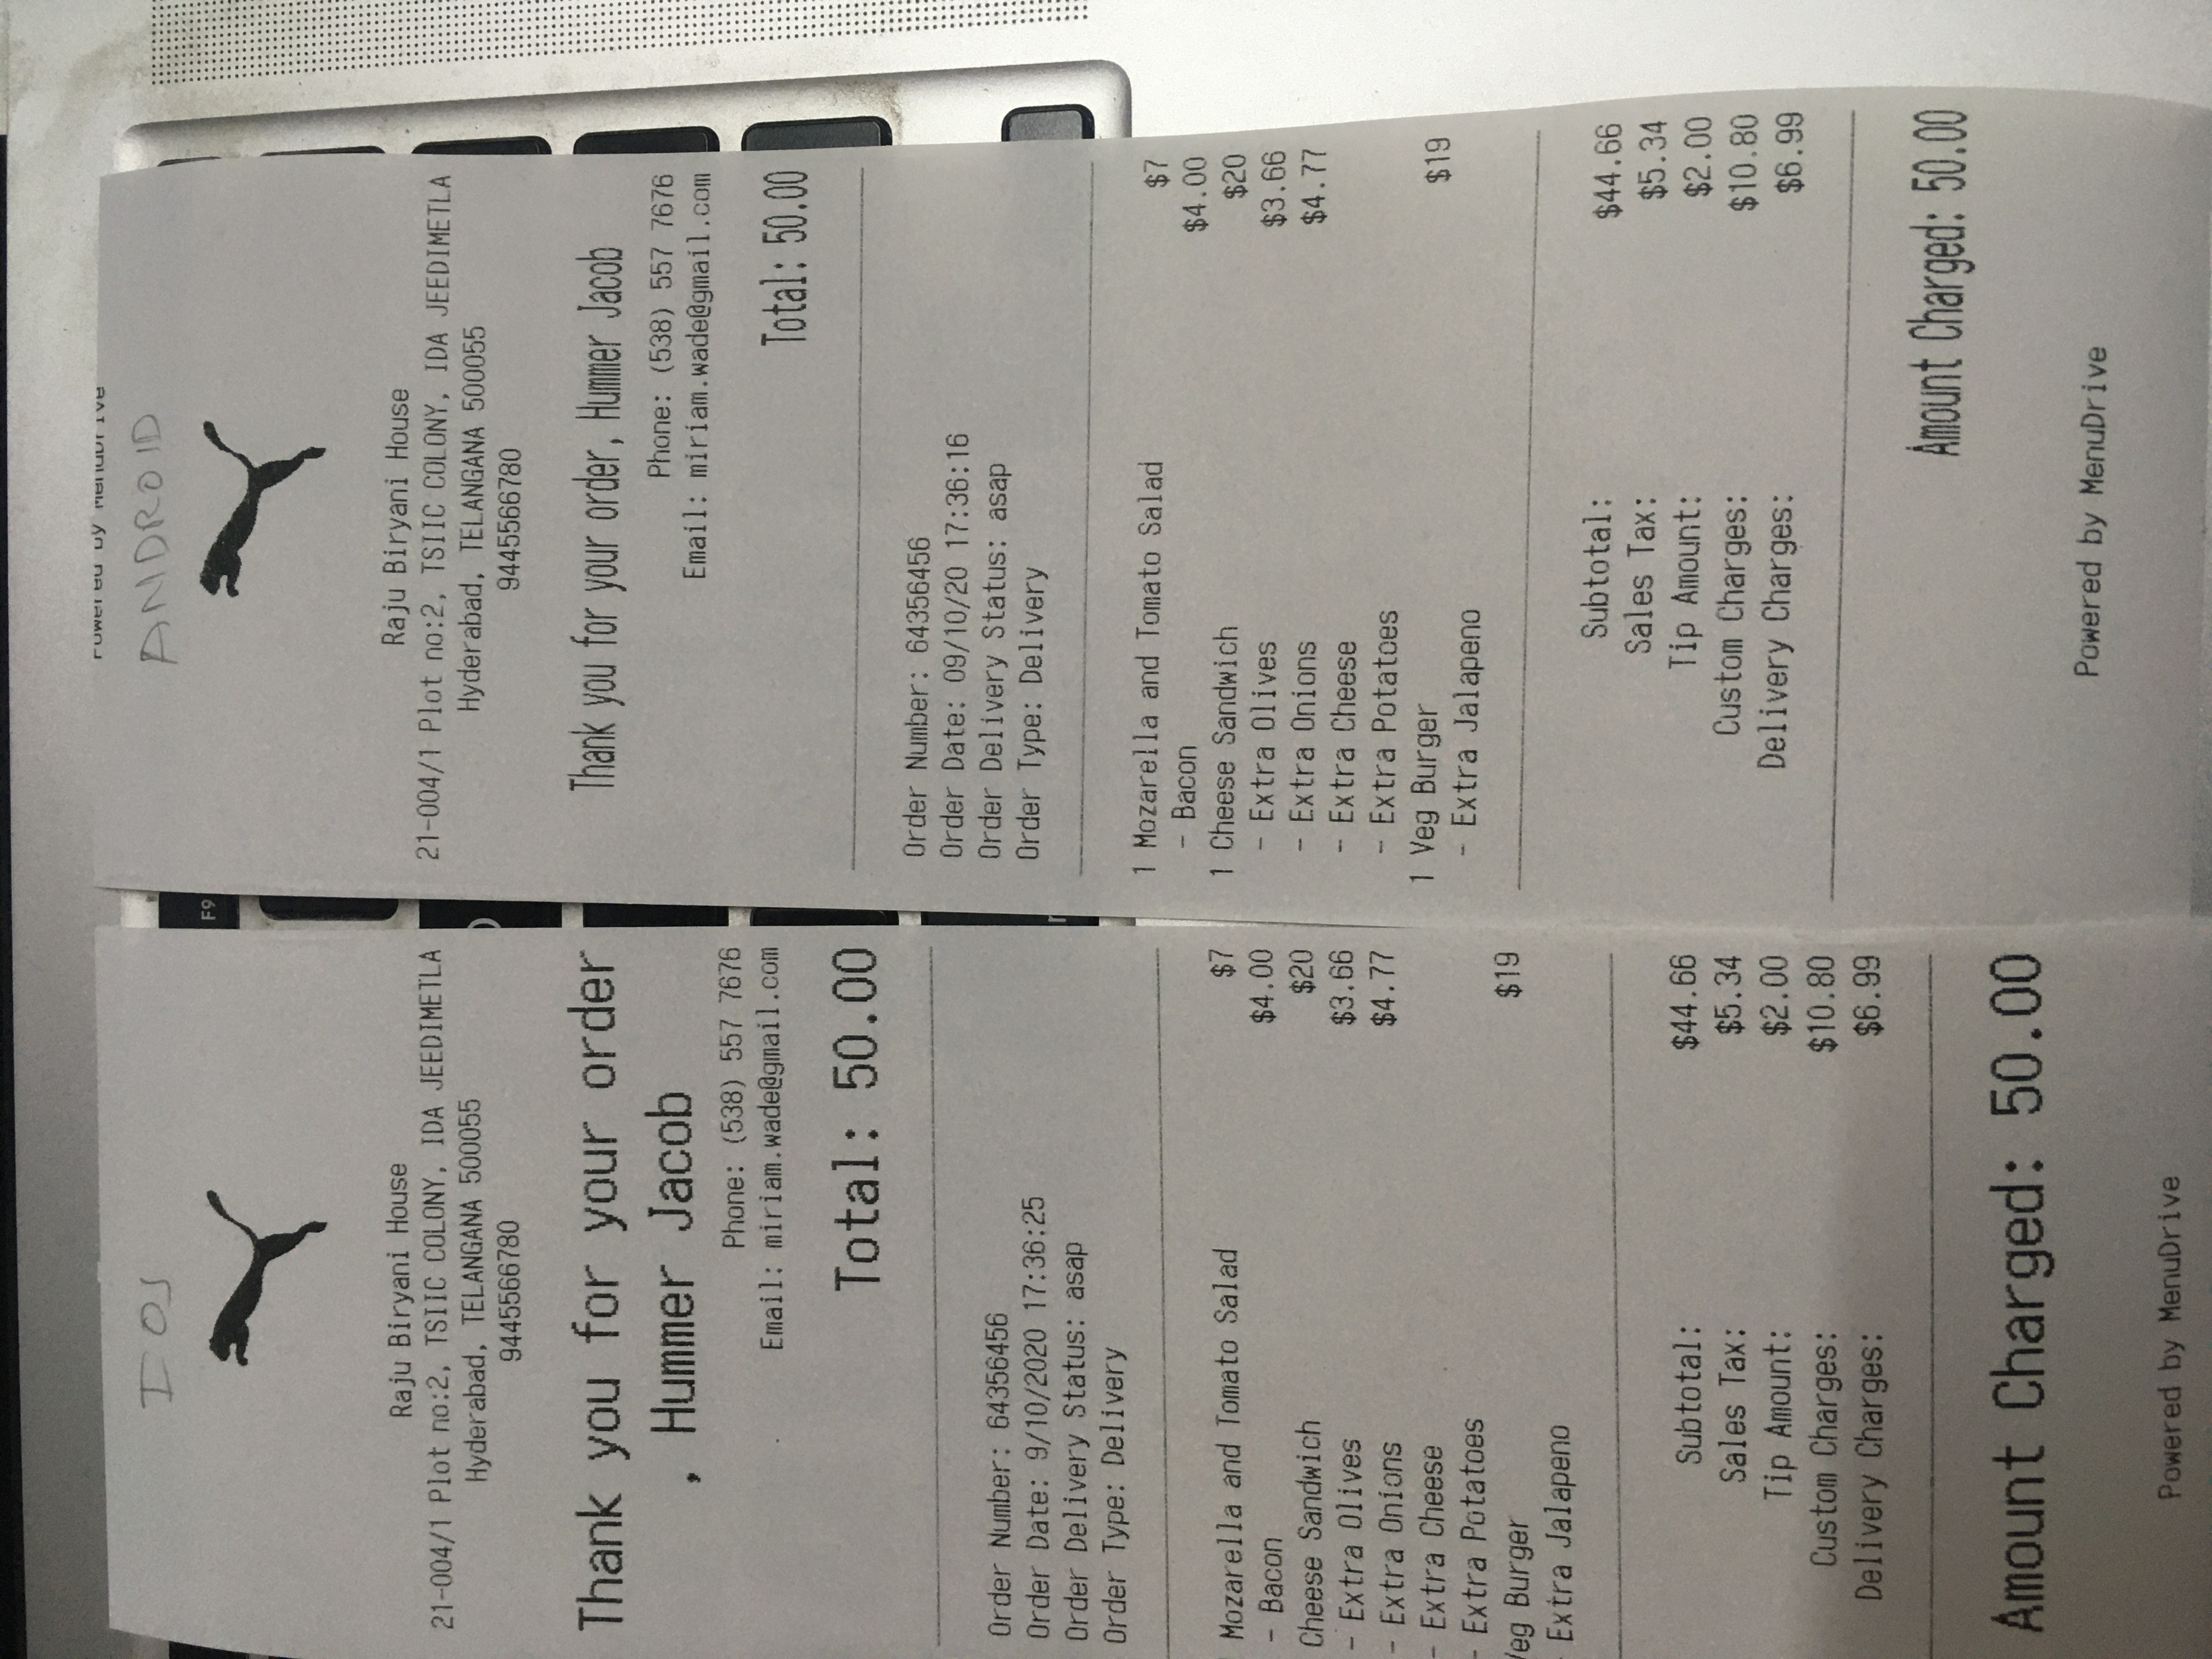 IOS
Raju Biryani House
21-004/1 Plot no:2, TSIIC COLONY, IDA JEEDIMETLA
Hyderabad, TELANGANA 500055
9445566780
Thank you for your order
, Hummer Jacob
Phone: (538) 557 7676
Email: miriam.wade@gmail.com
Total: 50.00
Order Number: 64356456
Order Date: 9/10/2020 17:36:25
Order Delivery Status: asap
Order Type: Delivery
Mozarella and Tomato Salad $7
- Bacon $4.00
Cheese Sandwich $20
- Extra Olives $3.66
- Extra Onions $4.77
- Extra Cheese
- Extra Potatoes
Veg Burger $19
- Extra Jalapeno
Subtotal: $44.66
Sales Tax: $5.34
Tip Amount: $2.00
Custom Charges: $10.80
Delivery Charges: $6.99
Amount Charged: 50.00
Powered by MenuDrive
Powered by MenuDrive
ANDROID
Raju Biryani House
21-004/1 Plot no:2, TSIIC COLONY, IDA JEEDIMETLA
Hyderabad, TELANGANA 500055
9445566780
Thank you for your order, Hummer Jacob
Phone: (538) 557 7676
Email: miriam.wade@gmail.com
Total: 50.00
Order Number: 64356456
Order Date: 09/10/20 17:36:16
Order Delivery Status: asap
Order Type: Delivery
1 Mozarella and Tomato Salad $7
- Bacon $4.00
1 Cheese Sandwich $20
- Extra Olives $3.66
- Extra Onions $4.77
- Extra Cheese
- Extra Potatoes
1 Veg Burger $19
- Extra Jalapeno
Subtotal: $44.66
Sales Tax: $5.34
Tip Amount: $2.00
Custom Charges: $10.80
Delivery Charges: $6.99
Amount Charged: 50.00
Powered by MenuDrive
F9